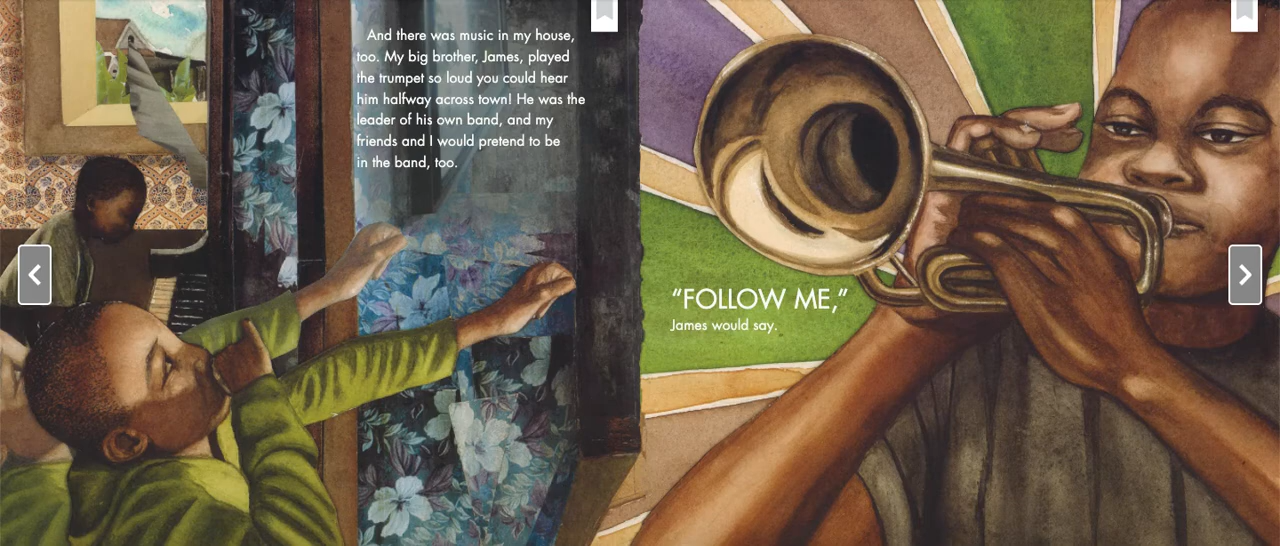 And there was music in my house,
too. My big brother, James, played
the trumpet so loud you could hear
him halfway across town! He was the
leader of his own band, and my
friends and I would pretend to be
in the band, too.
“FOLLOW ME,”
James would say.